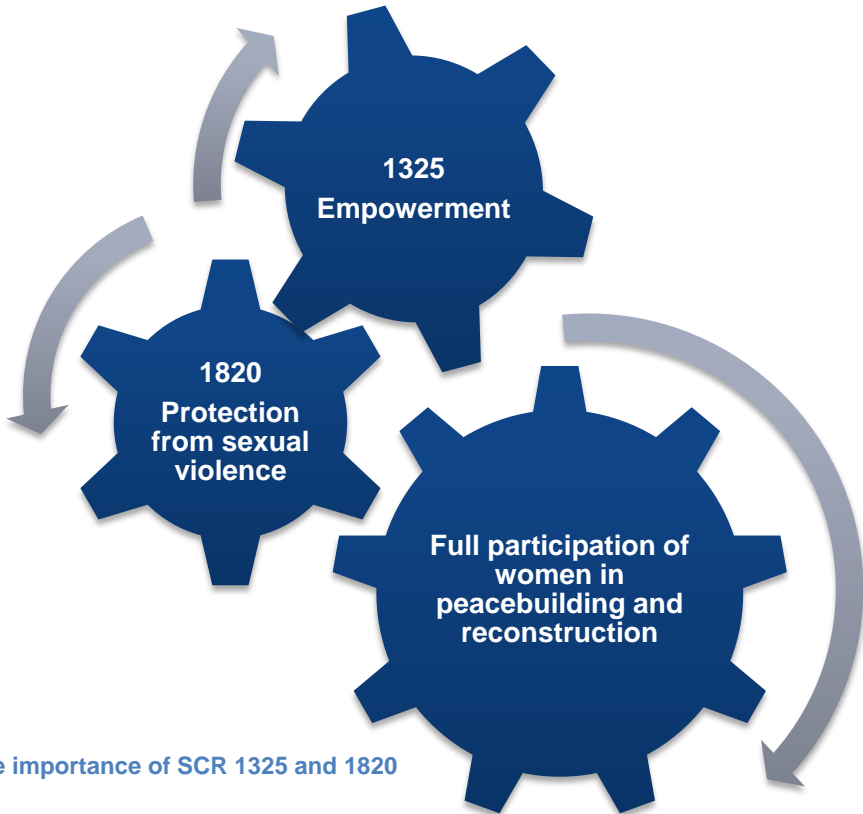 1325
Empowerment
1820
Protection
from sexual
violence
Full participation of
women in
peacebuilding and
reconstruction
e importance of SCR 1325 and 1820